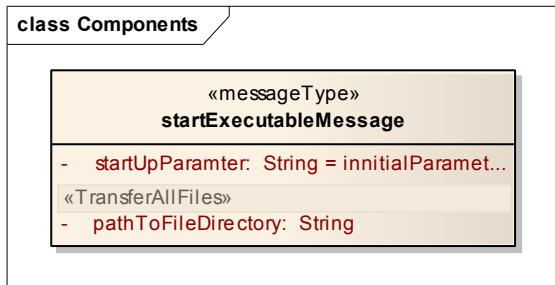 class Components
«messageType»
startExecutableMessage
- startUpParamter: String = innitialParamet...
«TransferAllFiles»
- pathToFileDirectory: String